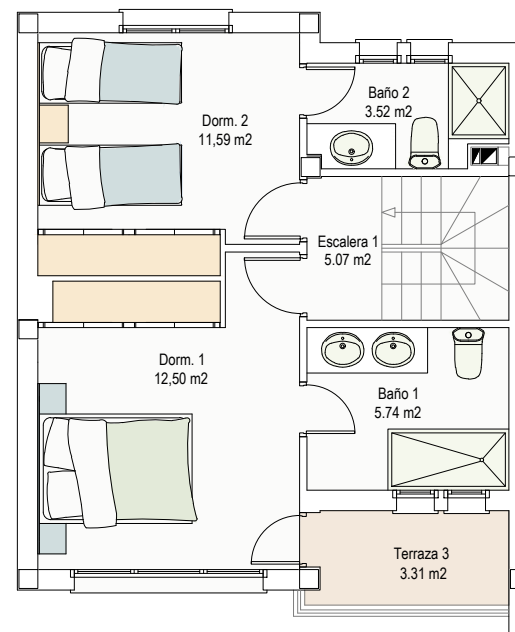 Baño 2
3.52 m2
Dorm. 2
11,59 m2
Escalera 1
5.07 m2
Dorm. 1
12,50 m2
Baño 1
5.74 m2
Terraza 3
3.31 m2